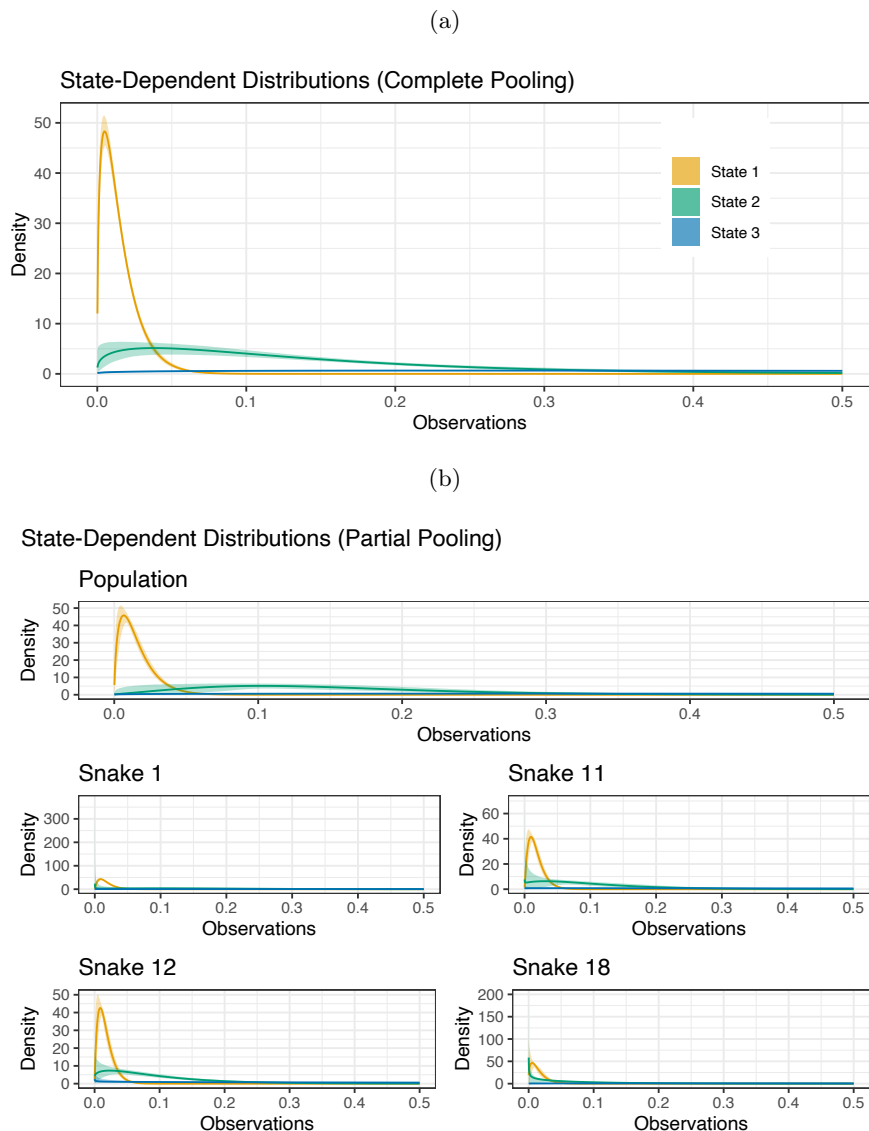 (a)
State-Dependent Distributions (Complete Pooling)
50
40
30
20
10
0
Density
State 1
State 2
State 3
0.0 0.1 0.2 0.3 0.4 0.5
Observations
(b)
State-Dependent Distributions (Partial Pooling)
Population
50
40
30
20
10
0
Density
0.0 0.1 0.2 0.3 0.4 0.5
Observations
Snake 1
300
200
100
0
Density
0.0 0.1 0.2 0.3 0.4 0.5
Observations
Snake 11
60
40
20
0
Density
0.0 0.1 0.2 0.3 0.4 0.5
Observations
Snake 12
50
40
30
20
10
0
Density
0.0 0.1 0.2 0.3 0.4 0.5
Observations
Snake 18
200
150
100
50
0
Density
0.0 0.1 0.2 0.3 0.4 0.5
Observations